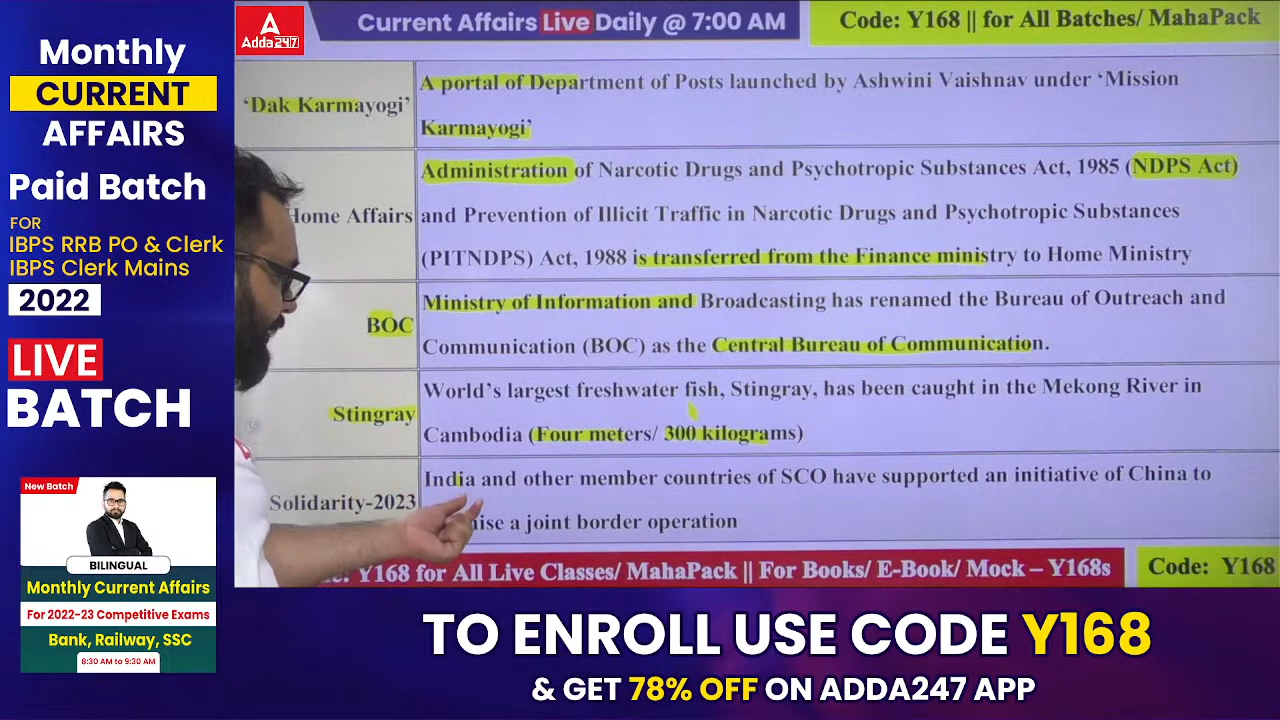 Monthly
CURRENT
AFFAIRS
Paid Batch
FOR
IBPS RRB PO & Clerk
IBPS Clerk Mains
2022
LIVE
BATCH
New Batch
BILINGUAL
Monthly Current Affairs
For 2022-23 Competitive Exams
Bank, Railway, SSC
8:30 AM to 9:30 AM
Adda247
Current Affairs Live Daily @ 7:00 AM
Code: Y168 || for All Batches/ MahaPack
'Dak Karmayogi'
A portal of Department of Posts launched by Ashwini Vaishnav under 'Mission
Karmayogi'
Home Affairs
Administration of Narcotic Drugs and Psychotropic Substances Act, 1985 (NDPS Act)
and Prevention of Illicit Traffic in Narcotic Drugs and Psychotropic Substances
(PITNDPS) Act, 1988 is transferred from the Finance ministry to Home Ministry
BOC
Ministry of Information and Broadcasting has renamed the Bureau of Outreach and
Communication (BOC) as the Central Bureau of Communication.
Stingray
World's largest freshwater fish, Stingray, has been caught in the Mekong River in
Cambodia (Four meters/ 300 kilograms)
Solidarity-2023
India and other member countries of SCO have supported an initiative of China to
a joint border operation
Y168 for All Live Classes/ MahaPack || For Books/ E-Book/ Mock – Y168s
Code: Y168
TO ENROLL USE CODE Y168
& GET 78% OFF ON ADDA247 APP